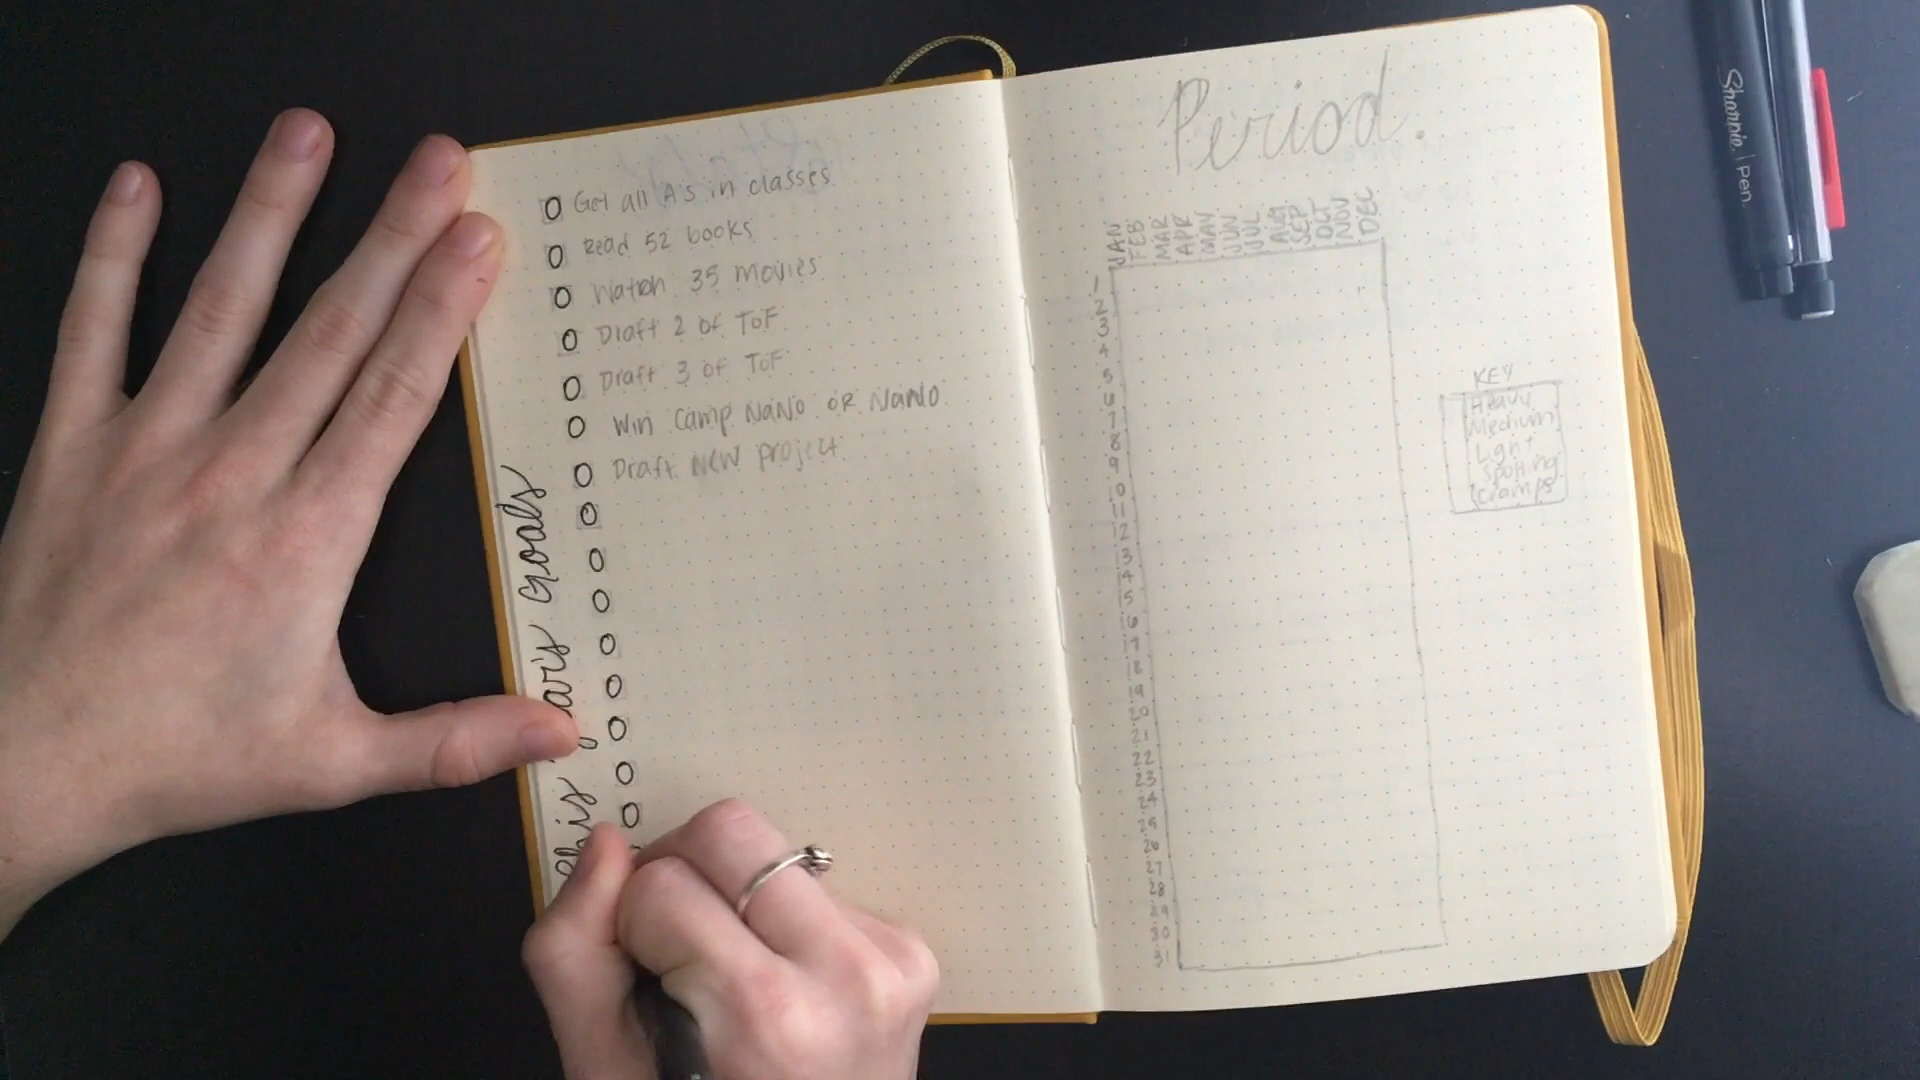 Get all A's in classes
Read 52 books
Watch 35 movies
Draft 2 of ToF
Draft 3 of ToF
Win Camp NaNo OR NaNo
Draft NEW project
This Year's Goals
Period.
JAN
FEB
MAR
APR
MAY
JUN
JUL
AUG
SEP
OCT
NOV
DEC
1
2
3
4
5
6
7
8
9
10
11
12
13
14
15
16
17
18
19
20
21
22
23
24
25
26
27
28
29
30
31
KEY
Heavy
Medium
Light
Spotting
Cramps
Sharpie | Pen.